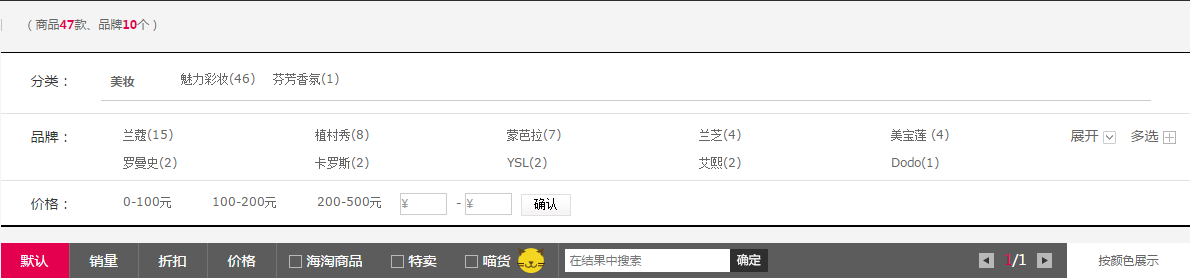 （商品47款、品牌10个）
分类： 美妆 魅力彩妆(46) 芬芳香氛(1)
品牌： 兰蔻(15) 植村秀(8) 蒙芭拉(7) 兰芝(4) 美宝莲 (4) 展开 多选
罗曼史(2) 卡罗斯(2) YSL(2) 艾熙(2) Dodo(1)
价格： 0-100元 100-200元 200-500元 ¥ - ¥ 确认
默认 销量 折扣 价格 海淘商品 特卖 喵货 在结果中搜索 确定 1/1 按颜色展示